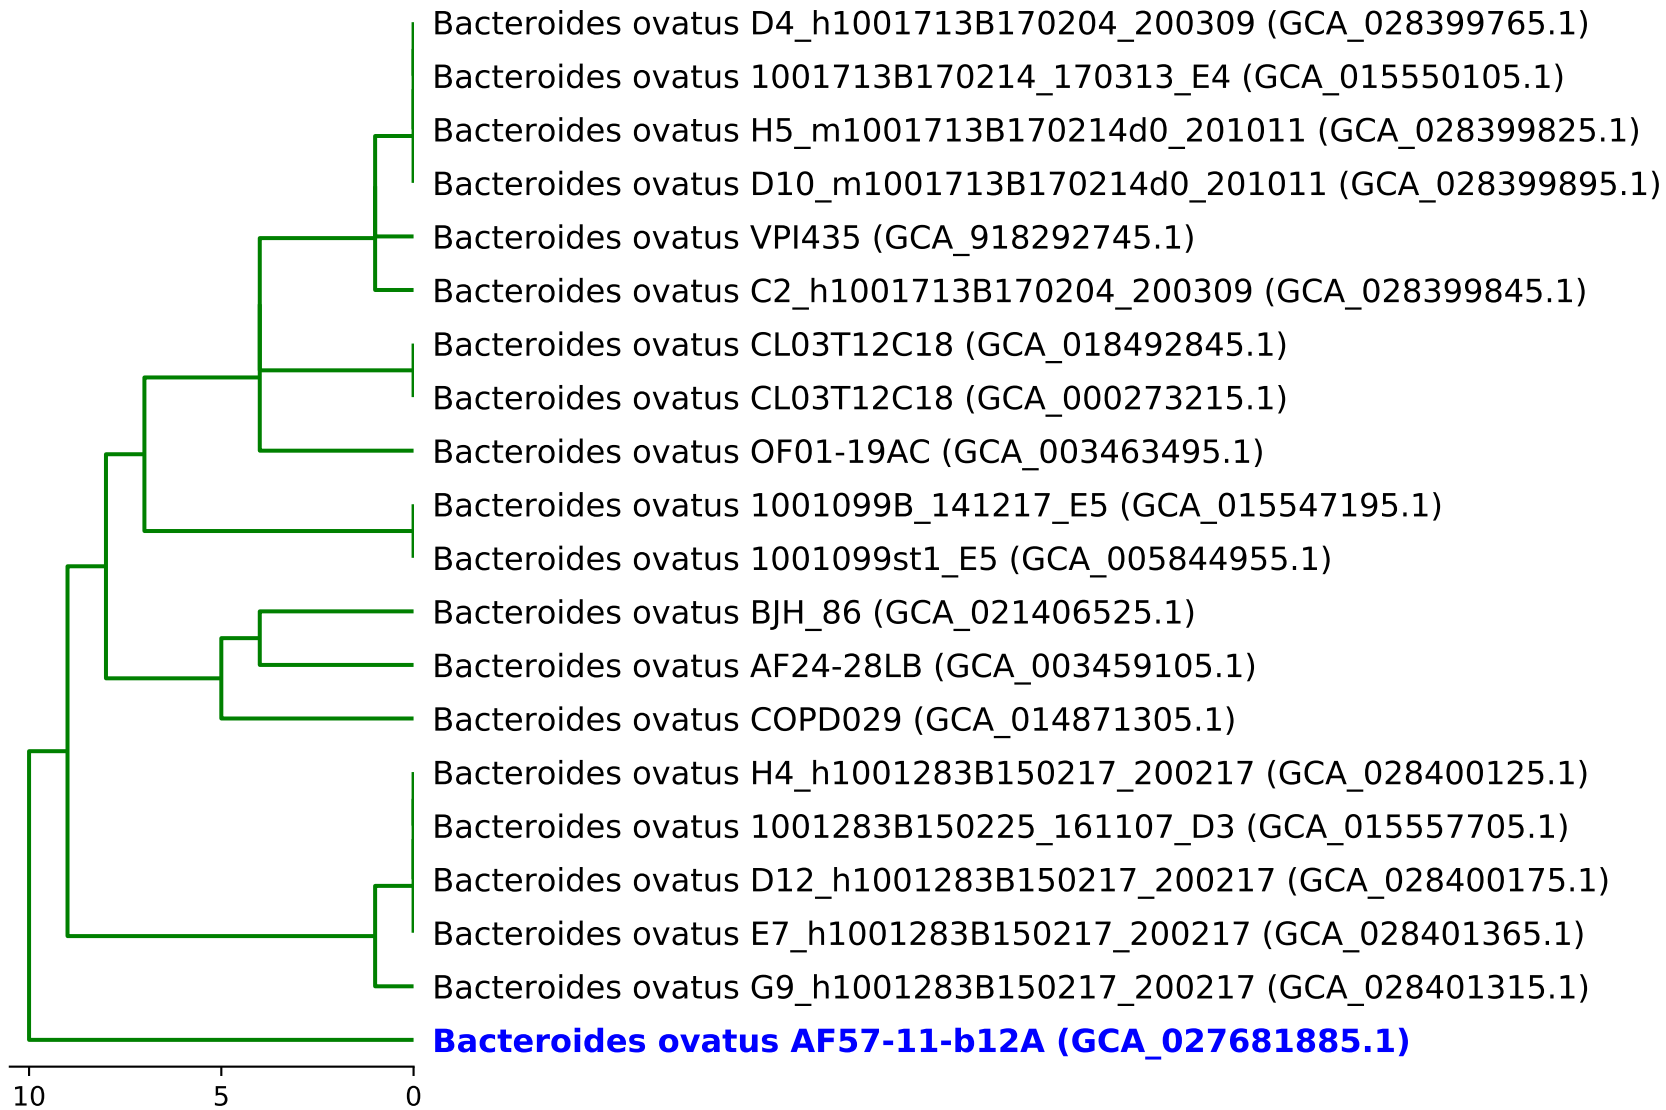 Bacteroides ovatus D4_h1001713B170204_200309 (GCA_028399765.1)
Bacteroides ovatus 1001713B170214_170313_E4 (GCA_015550105.1)
Bacteroides ovatus H5_m1001713B170214d0_201011 (GCA_028399825.1)
Bacteroides ovatus D10_m1001713B170214d0_201011 (GCA_028399895.1)
Bacteroides ovatus VPI435 (GCA_918292745.1)
Bacteroides ovatus C2_h1001713B170204_200309 (GCA_028399845.1)
Bacteroides ovatus CL03T12C18 (GCA_018492845.1)
Bacteroides ovatus CL03T12C18 (GCA_000273215.1)
Bacteroides ovatus OF01-19AC (GCA_003463495.1)
Bacteroides ovatus 1001099B_141217_E5 (GCA_015547195.1)
Bacteroides ovatus 1001099st1_E5 (GCA_005844955.1)
Bacteroides ovatus BJH_86 (GCA_021406525.1)
Bacteroides ovatus AF24-28LB (GCA_003459105.1)
Bacteroides ovatus COPD029 (GCA_014871305.1)
Bacteroides ovatus H4_h1001283B150217_200217 (GCA_028400125.1)
Bacteroides ovatus 1001283B150225_161107_D3 (GCA_015557705.1)
Bacteroides ovatus D12_h1001283B150217_200217 (GCA_028400175.1)
Bacteroides ovatus E7_h1001283B150217_200217 (GCA_028401365.1)
Bacteroides ovatus G9_h1001283B150217_200217 (GCA_028401315.1)
Bacteroides ovatus AF57-11-b12A (GCA_027681885.1)
10 5 0